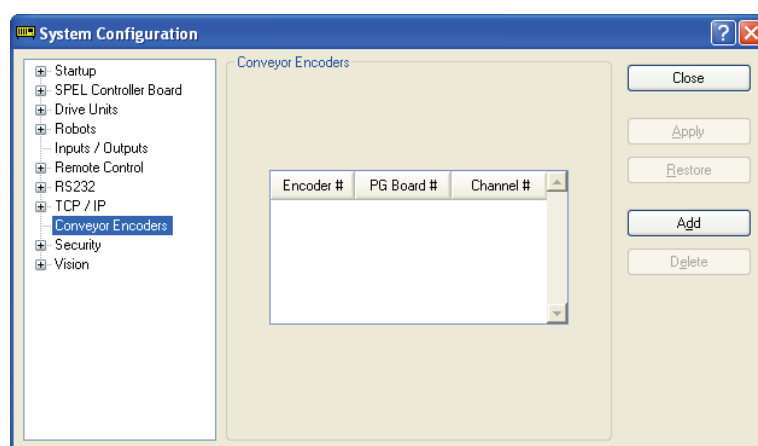 System Configuration
Startup
SPEL Controller Board
Drive Units
Robots
Inputs / Outputs
Remote Control
RS232
TCP / IP
Conveyor Encoders
Security
Vision
Conveyor Encoders
Encoder # PG Board # Channel #
Close
Apply
Restore
Add
Delete